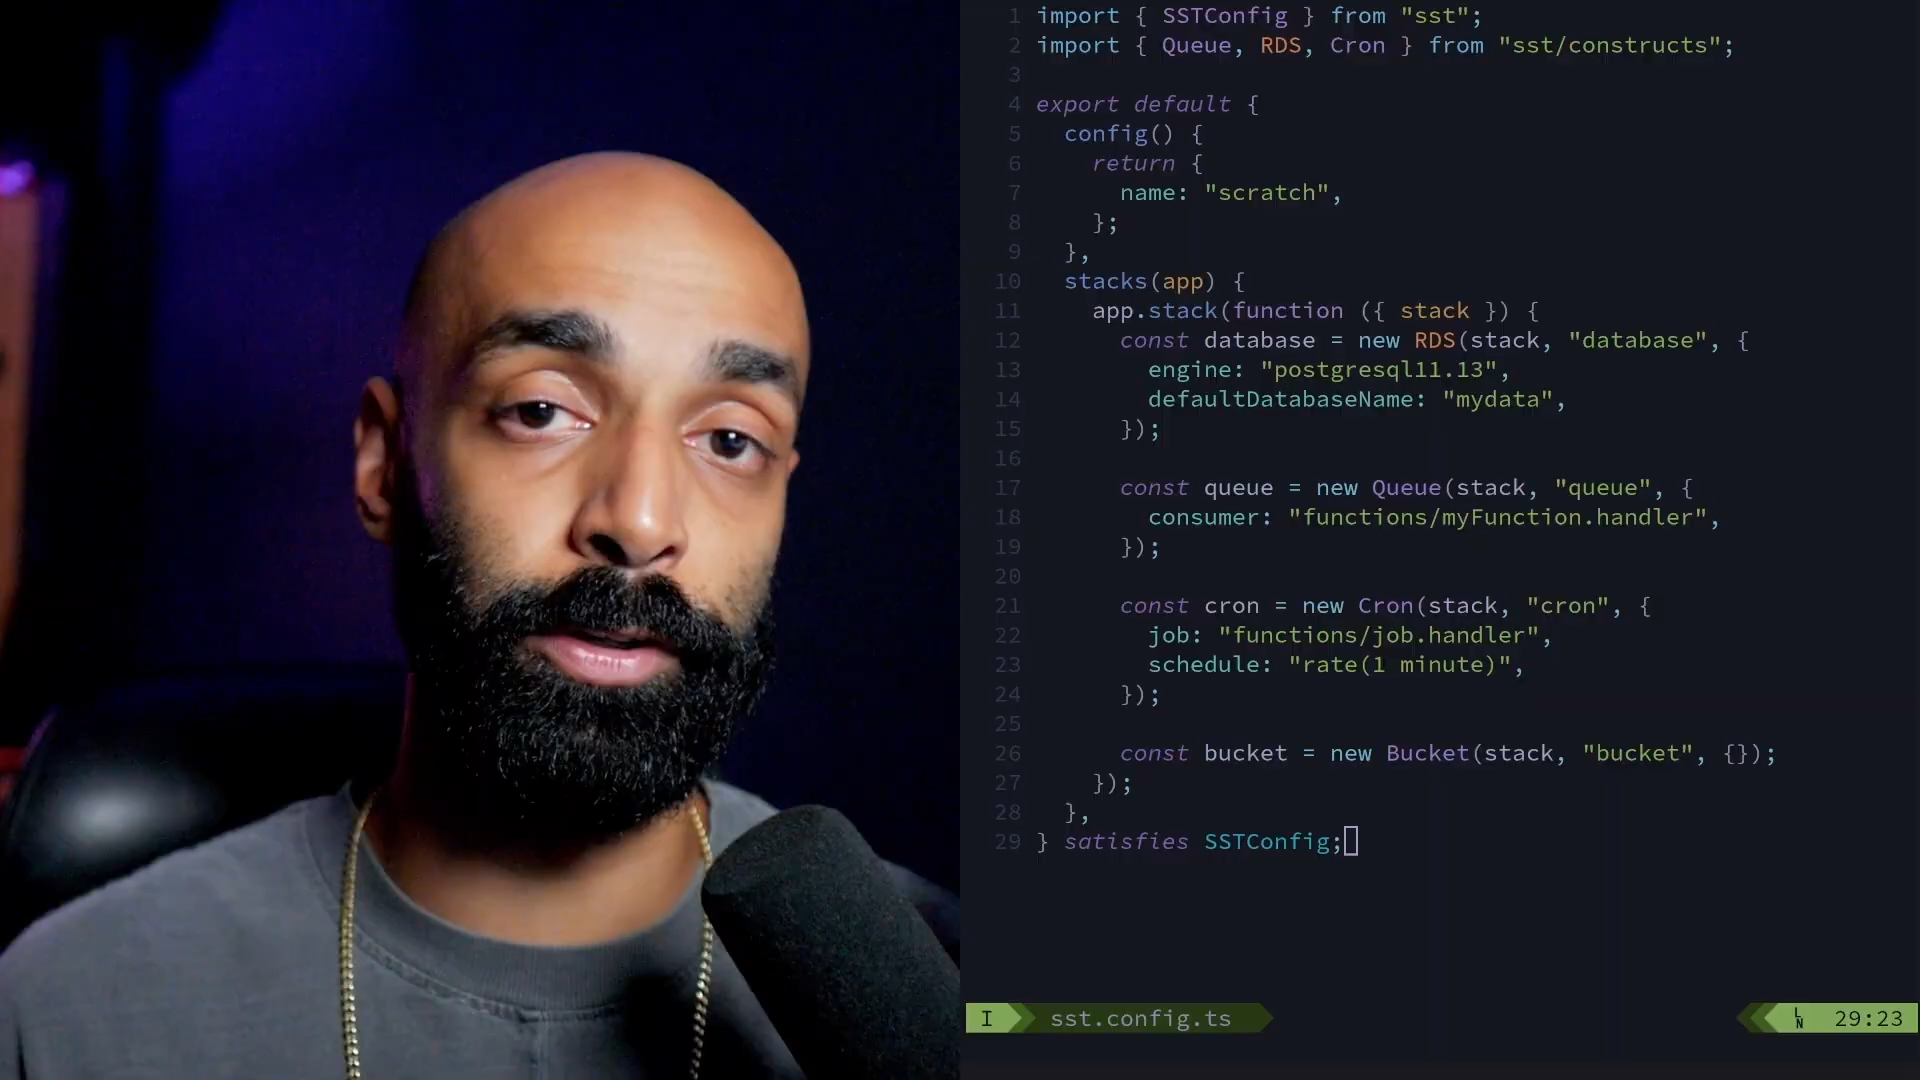 1 import { SSTConfig } from "sst";
2 import { Queue, RDS, Cron } from "sst/constructs";
3
4 export default {
5   config() {
6     return {
7       name: "scratch",
8     };
9   },
10   stacks(app) {
11     app.stack(function ({ stack }) {
12       const database = new RDS(stack, "database", {
13         engine: "postgresql11.13",
14         defaultDatabaseName: "mydata",
15       });
16
17       const queue = new Queue(stack, "queue", {
18         consumer: "functions/myFunction.handler",
19       });
20
21       const cron = new Cron(stack, "cron", {
22         job: "functions/job.handler",
23         schedule: "rate(1 minute)",
24       });
25
26       const bucket = new Bucket(stack, "bucket", {});
27     });
28   },
29 } satisfies SSTConfig;
I sst.config.ts LN 29:23